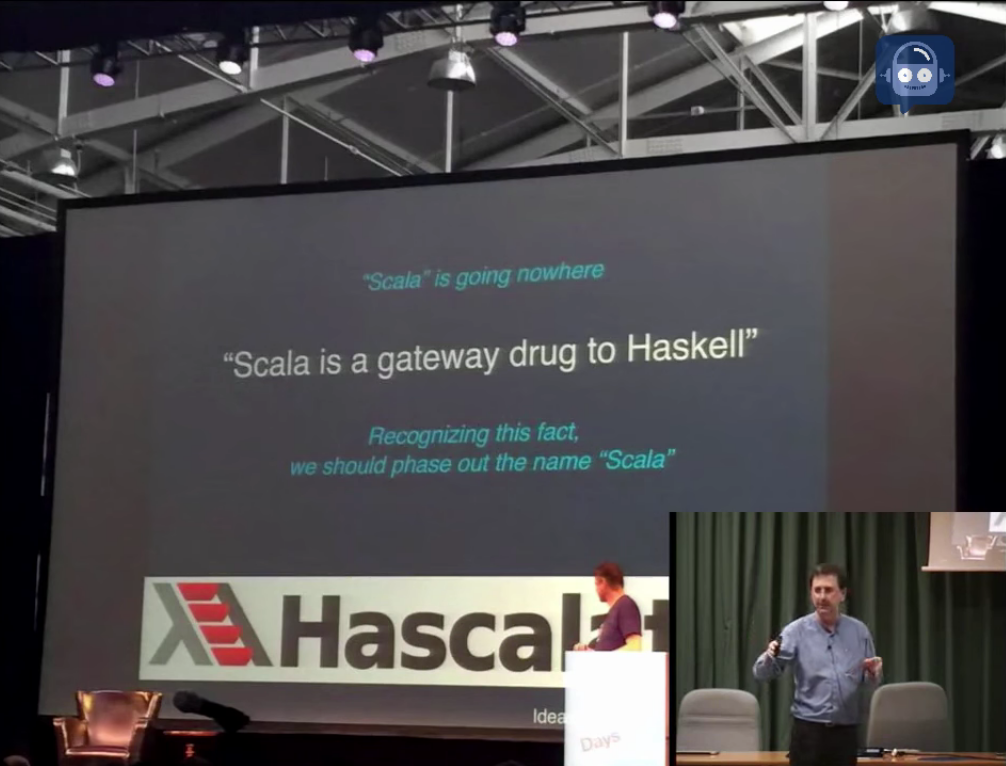 “Scala” is going nowhere
“Scala is a gateway drug to Haskell”
Recognizing this fact,
we should phase out the name “Scala”
Hascala
Idea
Days